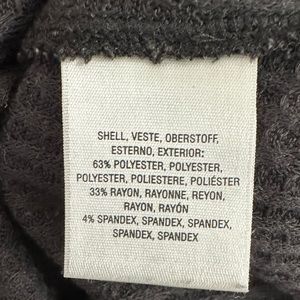 SHELL, VESTE, OBERSTOFF,
ESTERNO, EXTERIOR:
63% POLYESTER, POLYESTER,
POLYESTER, POLIESTERE, POLIÉSTER
33% RAYON, RAYONNE, REYON,
RAYON, RAYÓN
4% SPANDEX, SPANDEX, SPANDEX,
SPANDEX, SPANDEX